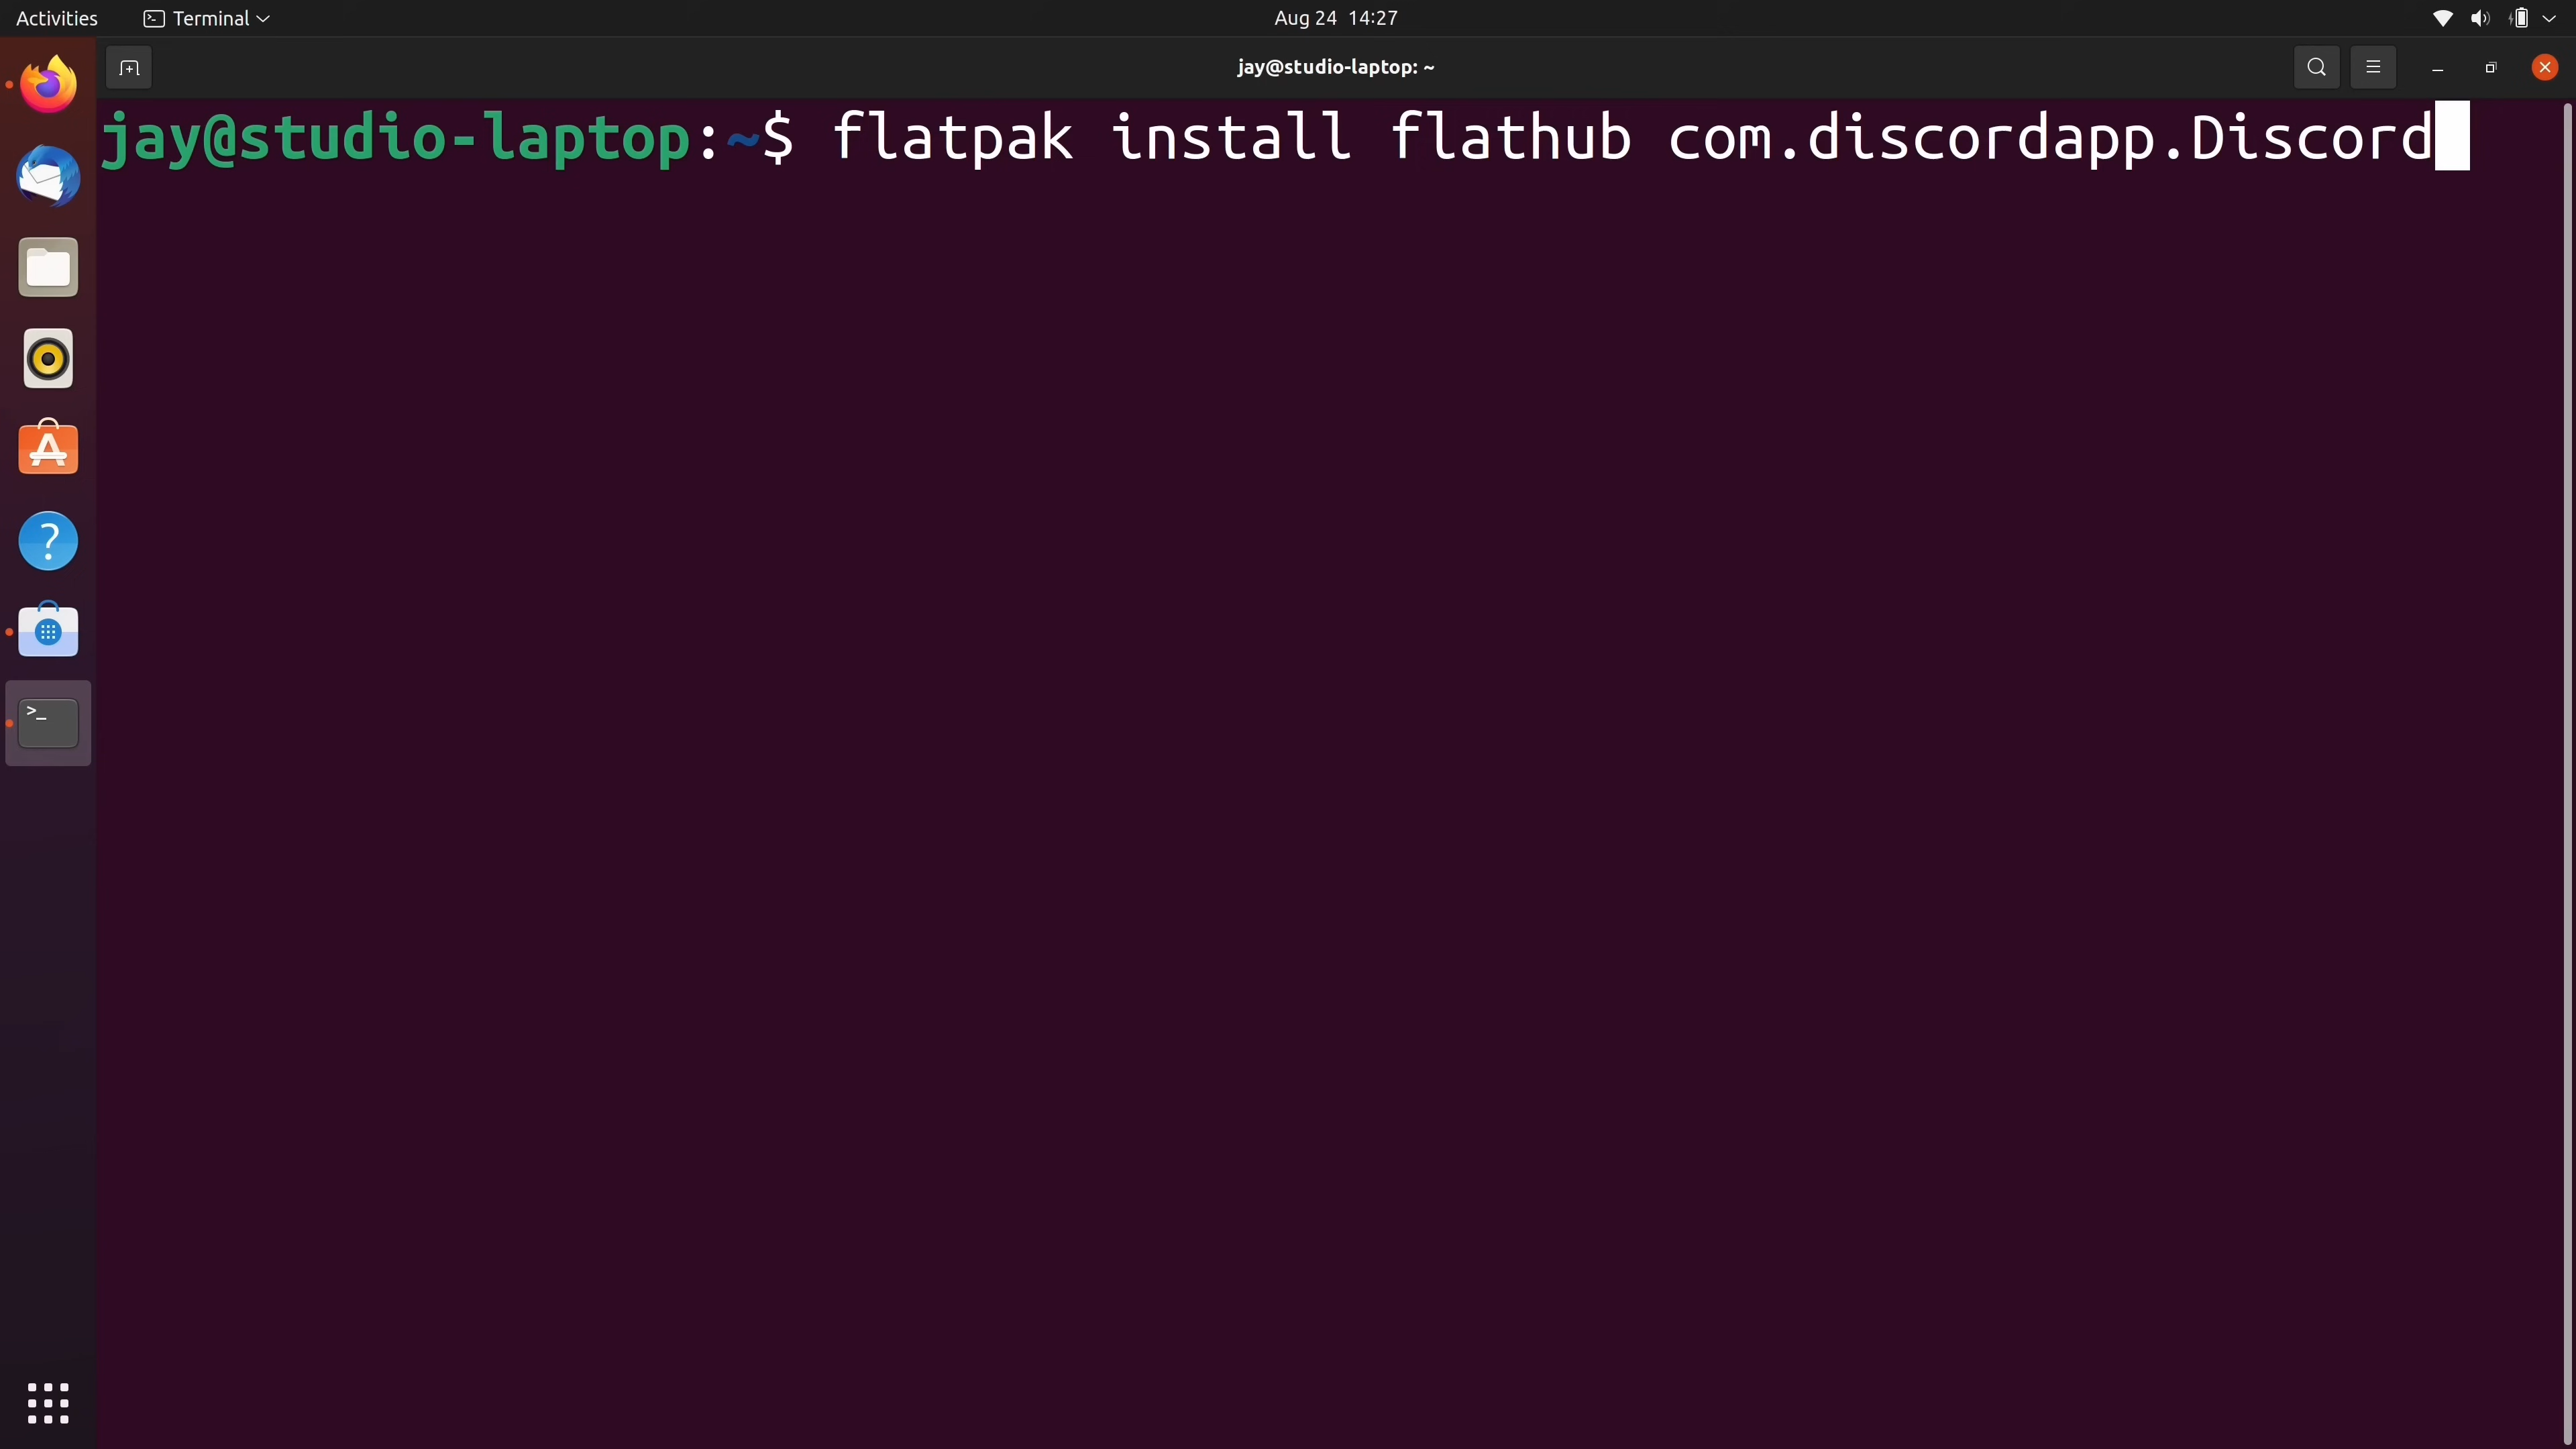 Activities Terminal Aug 24 14:27
jay@studio-laptop: ~
jay@studio-laptop:~$ flatpak install flathub com.discordapp.Discord